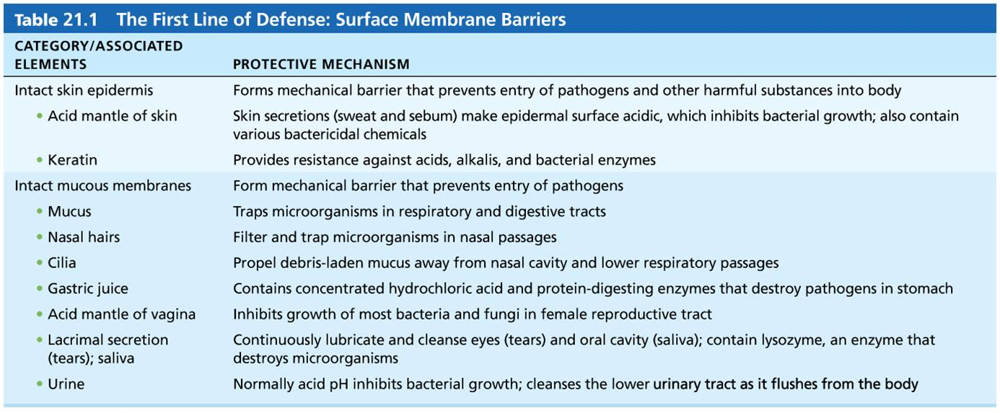 Table 21.1 The First Line of Defense: Surface Membrane Barriers
CATEGORY/ASSOCIATED
ELEMENTS PROTECTIVE MECHANISM
Intact skin epidermis Forms mechanical barrier that prevents entry of pathogens and other harmful substances into body
• Acid mantle of skin Skin secretions (sweat and sebum) make epidermal surface acidic, which inhibits bacterial growth; also contain
various bactericidal chemicals
• Keratin Provides resistance against acids, alkalis, and bacterial enzymes
Intact mucous membranes Form mechanical barrier that prevents entry of pathogens
• Mucus Traps microorganisms in respiratory and digestive tracts
• Nasal hairs Filter and trap microorganisms in nasal passages
• Cilia Propel debris-laden mucus away from nasal cavity and lower respiratory passages
• Gastric juice Contains concentrated hydrochloric acid and protein-digesting enzymes that destroy pathogens in stomach
• Acid mantle of vagina Inhibits growth of most bacteria and fungi in female reproductive tract
• Lacrimal secretion Continuously lubricate and cleanse eyes (tears) and oral cavity (saliva); contain lysozyme, an enzyme that
(tears); saliva destroys microorganisms
• Urine Normally acid pH inhibits bacterial growth; cleanses the lower urinary tract as it flushes from the body